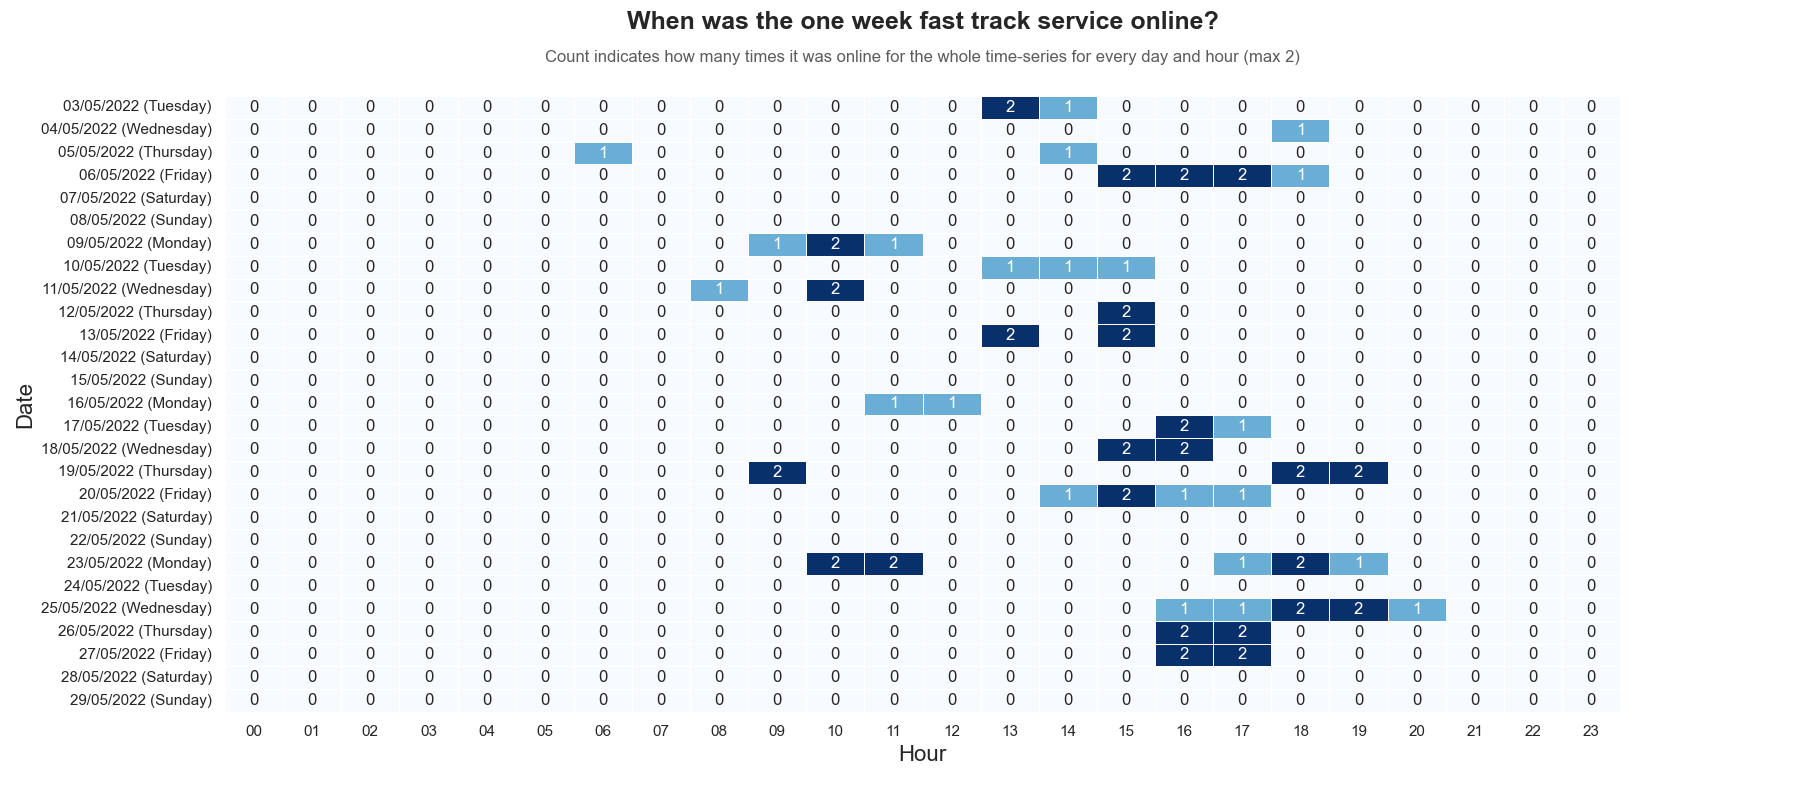 When was the one week fast track service online?
Count indicates how many times it was online for the whole time-series for every day and hour (max 2)
03/05/2022 (Tuesday) 0 0 0 0 0 0 0 0 0 0 0 0 0 2 1 0 0 0 0 0 0 0 0 0
04/05/2022 (Wednesday) 0 0 0 0 0 0 0 0 0 0 0 0 0 0 0 0 0 0 1 0 0 0 0 0
05/05/2022 (Thursday) 0 0 0 0 0 0 1 0 0 0 0 0 0 0 1 0 0 0 0 0 0 0 0 0
06/05/2022 (Friday) 0 0 0 0 0 0 0 0 0 0 0 0 0 0 0 2 2 2 1 0 0 0 0 0
07/05/2022 (Saturday) 0 0 0 0 0 0 0 0 0 0 0 0 0 0 0 0 0 0 0 0 0 0 0 0
08/05/2022 (Sunday) 0 0 0 0 0 0 0 0 0 0 0 0 0 0 0 0 0 0 0 0 0 0 0 0
09/05/2022 (Monday) 0 0 0 0 0 0 0 0 0 1 2 1 0 0 0 0 0 0 0 0 0 0 0 0
10/05/2022 (Tuesday) 0 0 0 0 0 0 0 0 0 0 0 0 0 1 1 1 0 0 0 0 0 0 0 0
11/05/2022 (Wednesday) 0 0 0 0 0 0 0 0 1 0 2 0 0 0 0 0 0 0 0 0 0 0 0 0
12/05/2022 (Thursday) 0 0 0 0 0 0 0 0 0 0 0 0 0 0 0 2 0 0 0 0 0 0 0 0
13/05/2022 (Friday) 0 0 0 0 0 0 0 0 0 0 0 0 0 2 0 2 0 0 0 0 0 0 0 0
14/05/2022 (Saturday) 0 0 0 0 0 0 0 0 0 0 0 0 0 0 0 0 0 0 0 0 0 0 0 0
15/05/2022 (Sunday) 0 0 0 0 0 0 0 0 0 0 0 0 0 0 0 0 0 0 0 0 0 0 0 0
16/05/2022 (Monday) 0 0 0 0 0 0 0 0 0 0 0 1 1 0 0 0 0 0 0 0 0 0 0 0
17/05/2022 (Tuesday) 0 0 0 0 0 0 0 0 0 0 0 0 0 0 0 0 2 1 0 0 0 0 0 0
18/05/2022 (Wednesday) 0 0 0 0 0 0 0 0 0 0 0 0 0 0 0 2 2 0 0 0 0 0 0 0
19/05/2022 (Thursday) 0 0 0 0 0 0 0 0 0 2 0 0 0 0 0 0 0 0 2 2 0 0 0 0
20/05/2022 (Friday) 0 0 0 0 0 0 0 0 0 0 0 0 0 0 1 2 1 1 0 0 0 0 0 0
21/05/2022 (Saturday) 0 0 0 0 0 0 0 0 0 0 0 0 0 0 0 0 0 0 0 0 0 0 0 0
22/05/2022 (Sunday) 0 0 0 0 0 0 0 0 0 0 0 0 0 0 0 0 0 0 0 0 0 0 0 0
23/05/2022 (Monday) 0 0 0 0 0 0 0 0 0 0 2 2 0 0 0 0 0 1 2 1 0 0 0 0
24/05/2022 (Tuesday) 0 0 0 0 0 0 0 0 0 0 0 0 0 0 0 0 0 0 0 0 0 0 0 0
25/05/2022 (Wednesday) 0 0 0 0 0 0 0 0 0 0 0 0 0 0 0 0 1 1 2 2 1 0 0 0
26/05/2022 (Thursday) 0 0 0 0 0 0 0 0 0 0 0 0 0 0 0 0 2 2 0 0 0 0 0 0
27/05/2022 (Friday) 0 0 0 0 0 0 0 0 0 0 0 0 0 0 0 0 2 2 0 0 0 0 0 0
28/05/2022 (Saturday) 0 0 0 0 0 0 0 0 0 0 0 0 0 0 0 0 0 0 0 0 0 0 0 0
29/05/2022 (Sunday) 0 0 0 0 0 0 0 0 0 0 0 0 0 0 0 0 0 0 0 0 0 0 0 0
00 01 02 03 04 05 06 07 08 09 10 11 12 13 14 15 16 17 18 19 20 21 22 23
Hour
Date